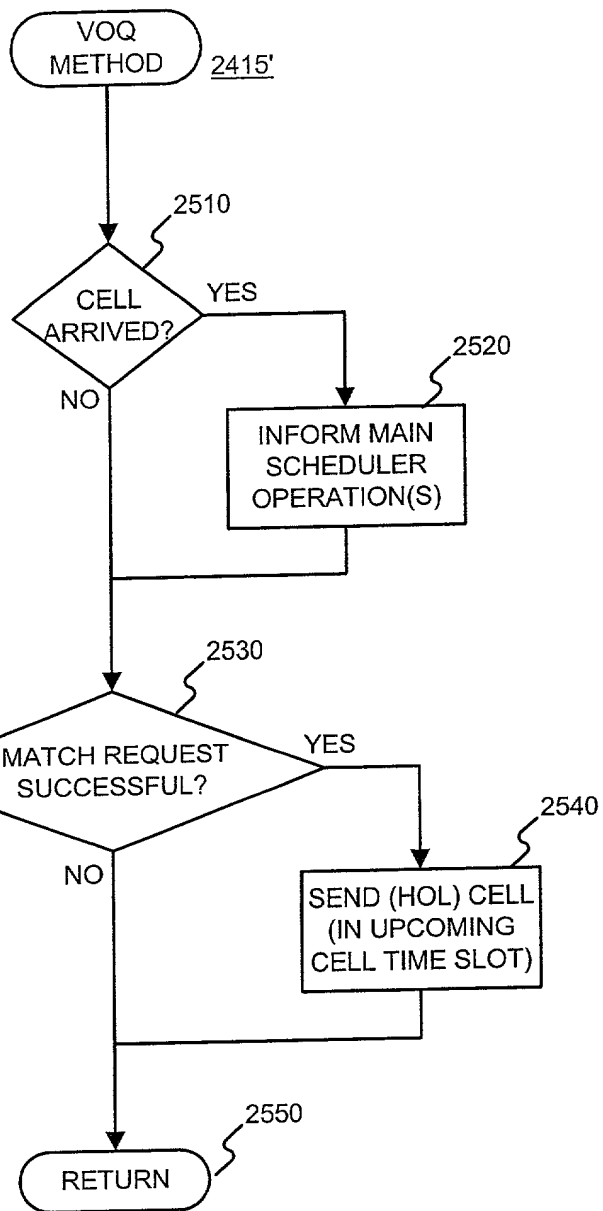 VOQ
METHOD
2415'
2510
CELL
ARRIVED?
YES
NO
2520
INFORM MAIN
SCHEDULER
OPERATION(S)
2530
MATCH REQUEST
SUCCESSFUL?
YES
NO
2540
SEND (HOL) CELL
(IN UPCOMING
CELL TIME SLOT)
2550
RETURN